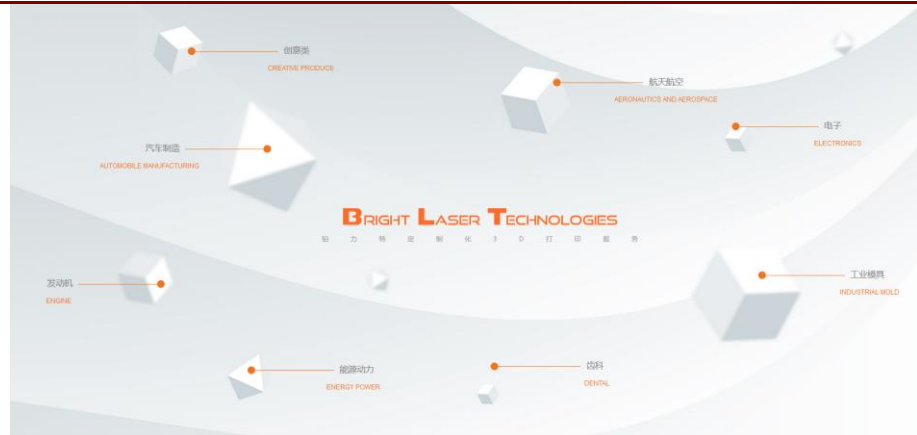 创意类
CREATIVE PRODUCE
航天航空
AERONAUTICS AND AEROSPACE
电子
ELECTRONICS
汽车制造
AUTOMOBILE MANUFACTURING
BRIGHT LASER TECHNOLOGIES
铂力特定制化3D打印服务
发动机
ENGINE
工业模具
INDUSTRIAL MOLD
能源动力
ENERGY POWER
齿科
DENTAL